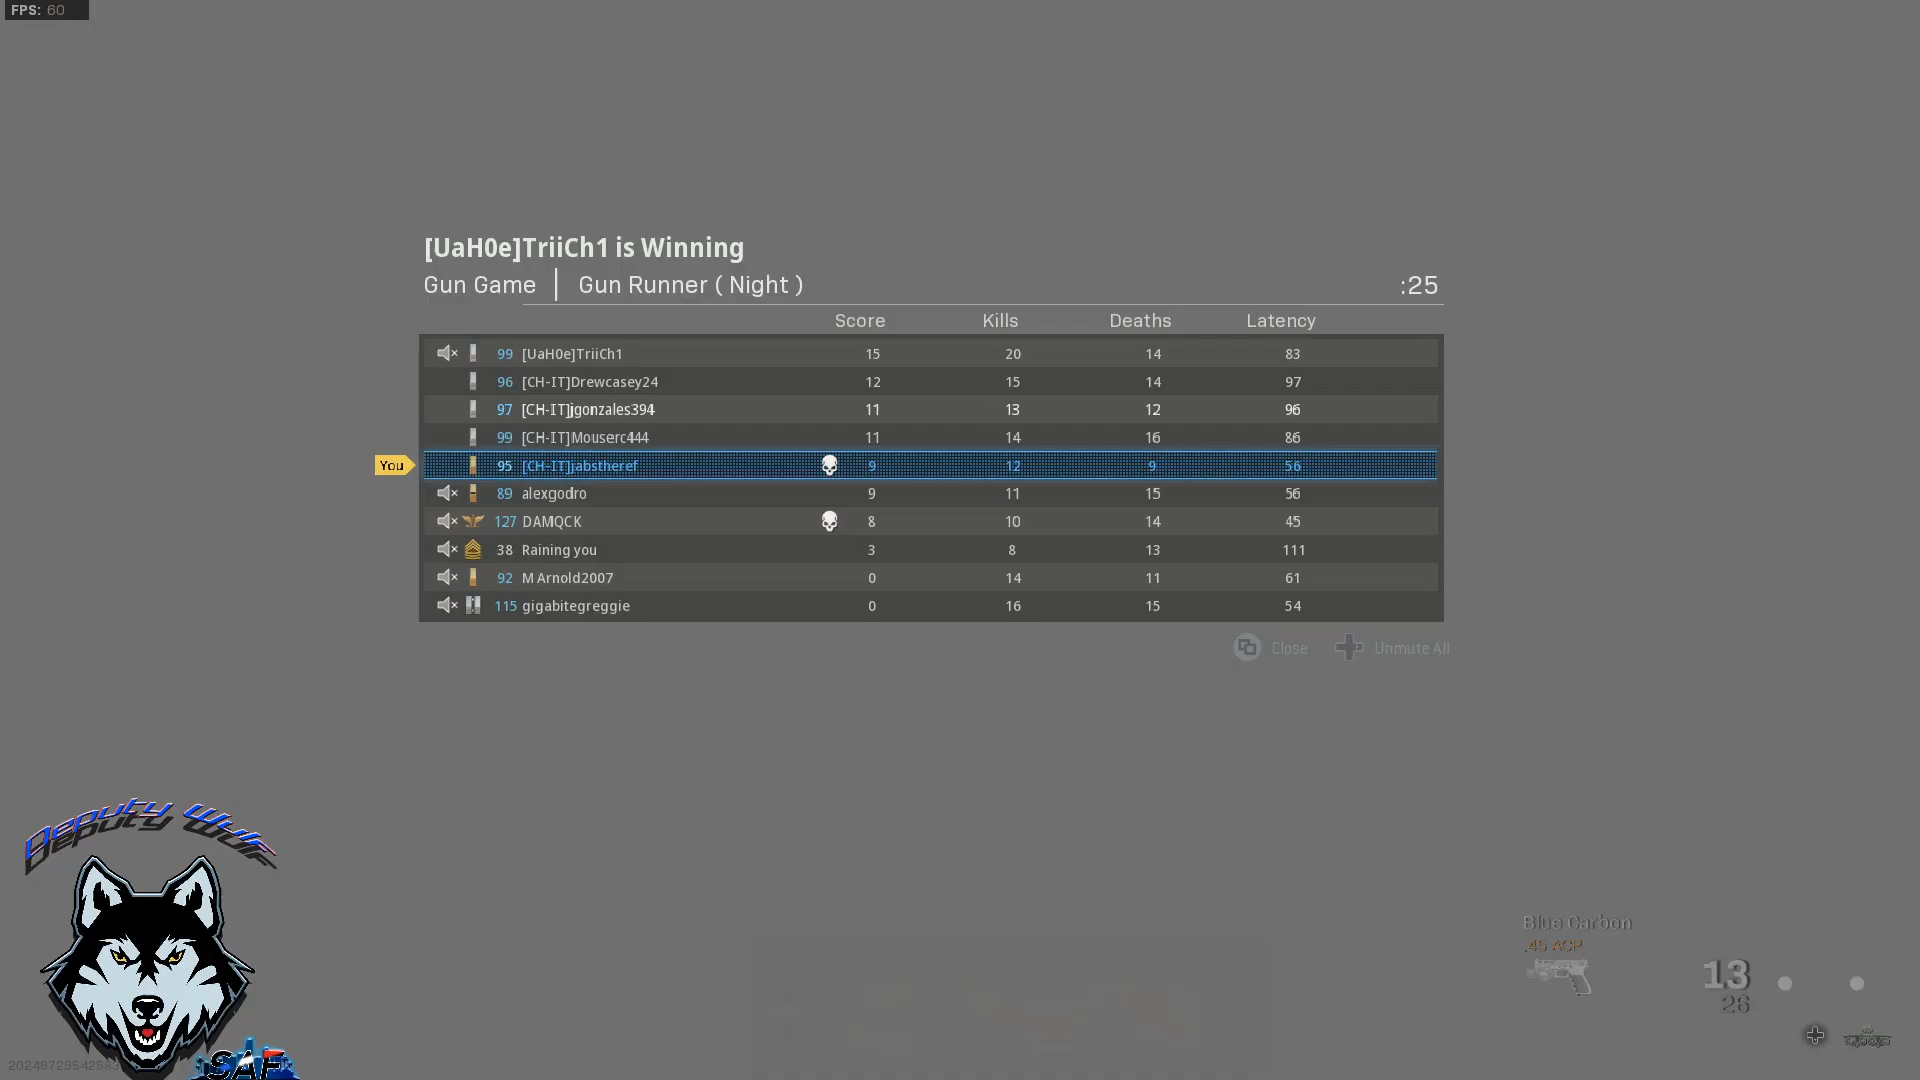 FPS: 60
[UaH0e]TriiCh1 is Winning
Gun Game | Gun Runner ( Night ) :25
Score Kills Deaths Latency
99 [UaH0e]TriiCh1 15 20 14 83
96 [CH-IT]Drewcasey24 12 15 14 97
97 [CH-IT]jgonzales394 11 13 12 96
99 [CH-IT]Mouserc444 11 14 16 86
You 95 [CH-IT]jabstheref 9 12 9 56
89 alexgodro 9 11 15 56
127 DAMQCK 8 10 14 45
38 Raining you 3 8 13 111
92 M Arnold2007 0 14 11 61
115 gigabitegreggie 0 16 15 54
Close Unmute All
Deputy Wulf
Blue Carbon
.45 ACP
13
26
SAF